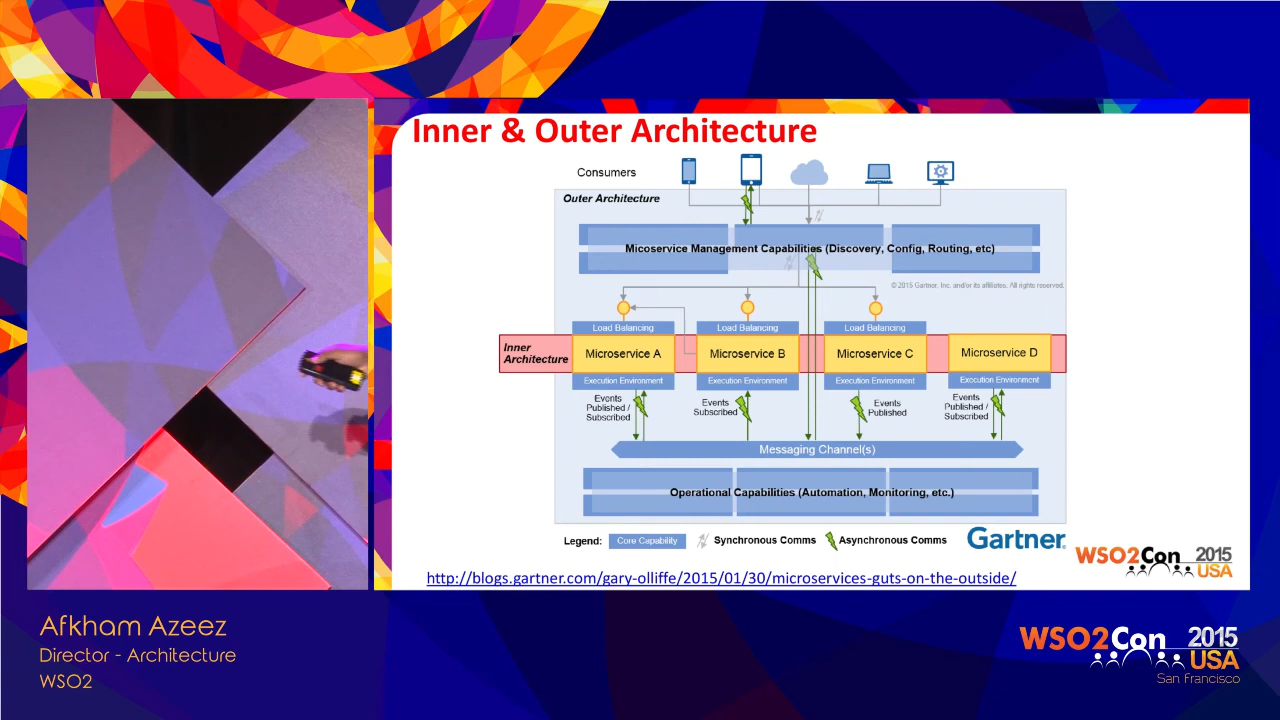 Inner & Outer Architecture
Consumers
Outer Architecture
Micoservice Management Capabilities (Discovery, Config, Routing, etc)
© 2015 Gartner, Inc. and/or its affiliates. All rights reserved.
Load Balancing
Load Balancing
Load Balancing
Inner
Architecture
Microservice A
Microservice B
Microservice C
Microservice D
Execution Environment
Execution Environment
Execution Environment
Execution Environment
Events
Published /
Subscribed
Events
Subscribed
Events
Published
Events
Published /
Subscribed
Messaging Channel(s)
Operational Capabilities (Automation, Monitoring, etc.)
Legend: Core Capability Synchronous Comms Asynchronous Comms
Gartner
http://blogs.gartner.com/gary-olliffe/2015/01/30/microservices-guts-on-the-outside/
WSO2Con 2015
USA
Afkham Azeez
Director - Architecture
WSO2
WSO2Con 2015
USA
San Francisco